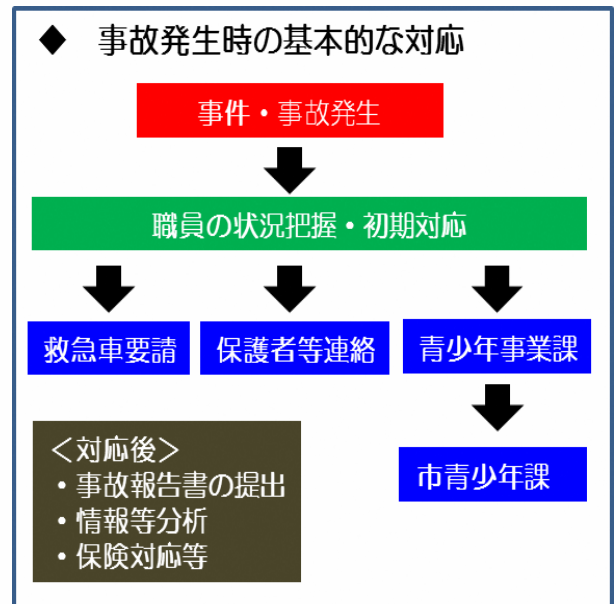 ◆ 事故発生時の基本的な対応
事件・事故発生
職員の状況把握・初期対応
救急車要請
保護者等連絡
青少年事業課
市青少年課
＜対応後＞
・事故報告書の提出
・情報等分析
・保険対応等